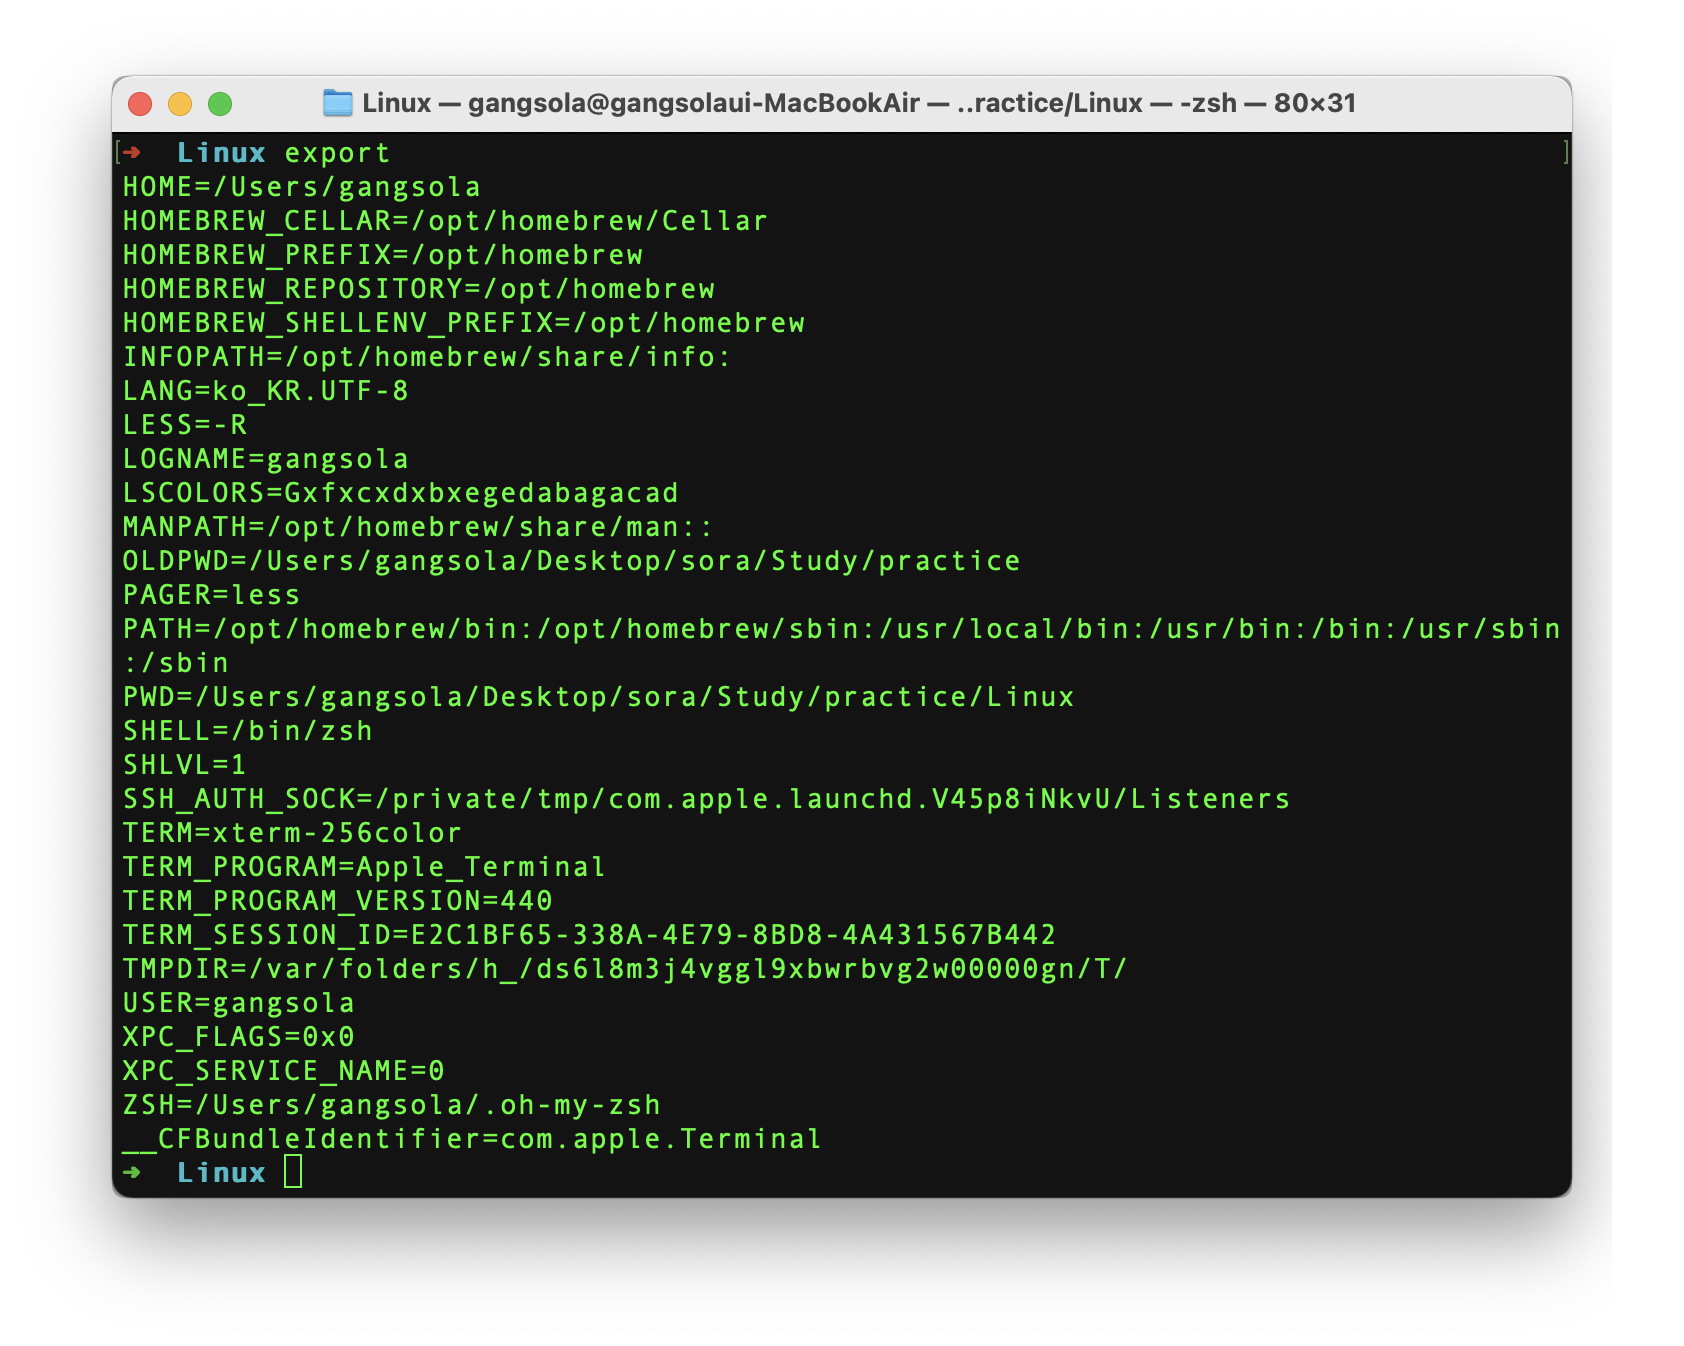 Linux — gangsola@gangsolaui-MacBookAir — ..ractice/Linux — -zsh — 80×31
[➜  Linux export ]
HOME=/Users/gangsola
HOMEBREW_CELLAR=/opt/homebrew/Cellar
HOMEBREW_PREFIX=/opt/homebrew
HOMEBREW_REPOSITORY=/opt/homebrew
HOMEBREW_SHELLENV_PREFIX=/opt/homebrew
INFOPATH=/opt/homebrew/share/info:
LANG=ko_KR.UTF-8
LESS=-R
LOGNAME=gangsola
LSCOLORS=Gxfxcxdxbxegedabagacad
MANPATH=/opt/homebrew/share/man::
OLDPWD=/Users/gangsola/Desktop/sora/Study/practice
PAGER=less
PATH=/opt/homebrew/bin:/opt/homebrew/sbin:/usr/local/bin:/usr/bin:/bin:/usr/sbin
:/sbin
PWD=/Users/gangsola/Desktop/sora/Study/practice/Linux
SHELL=/bin/zsh
SHLVL=1
SSH_AUTH_SOCK=/private/tmp/com.apple.launchd.V45p8iNkvU/Listeners
TERM=xterm-256color
TERM_PROGRAM=Apple_Terminal
TERM_PROGRAM_VERSION=440
TERM_SESSION_ID=E2C1BF65-338A-4E79-8BD8-4A431567B442
TMPDIR=/var/folders/h_/ds6l8m3j4vggl9xbwrbvg2w00000gn/T/
USER=gangsola
XPC_FLAGS=0x0
XPC_SERVICE_NAME=0
ZSH=/Users/gangsola/.oh-my-zsh
__CFBundleIdentifier=com.apple.Terminal
➜  Linux